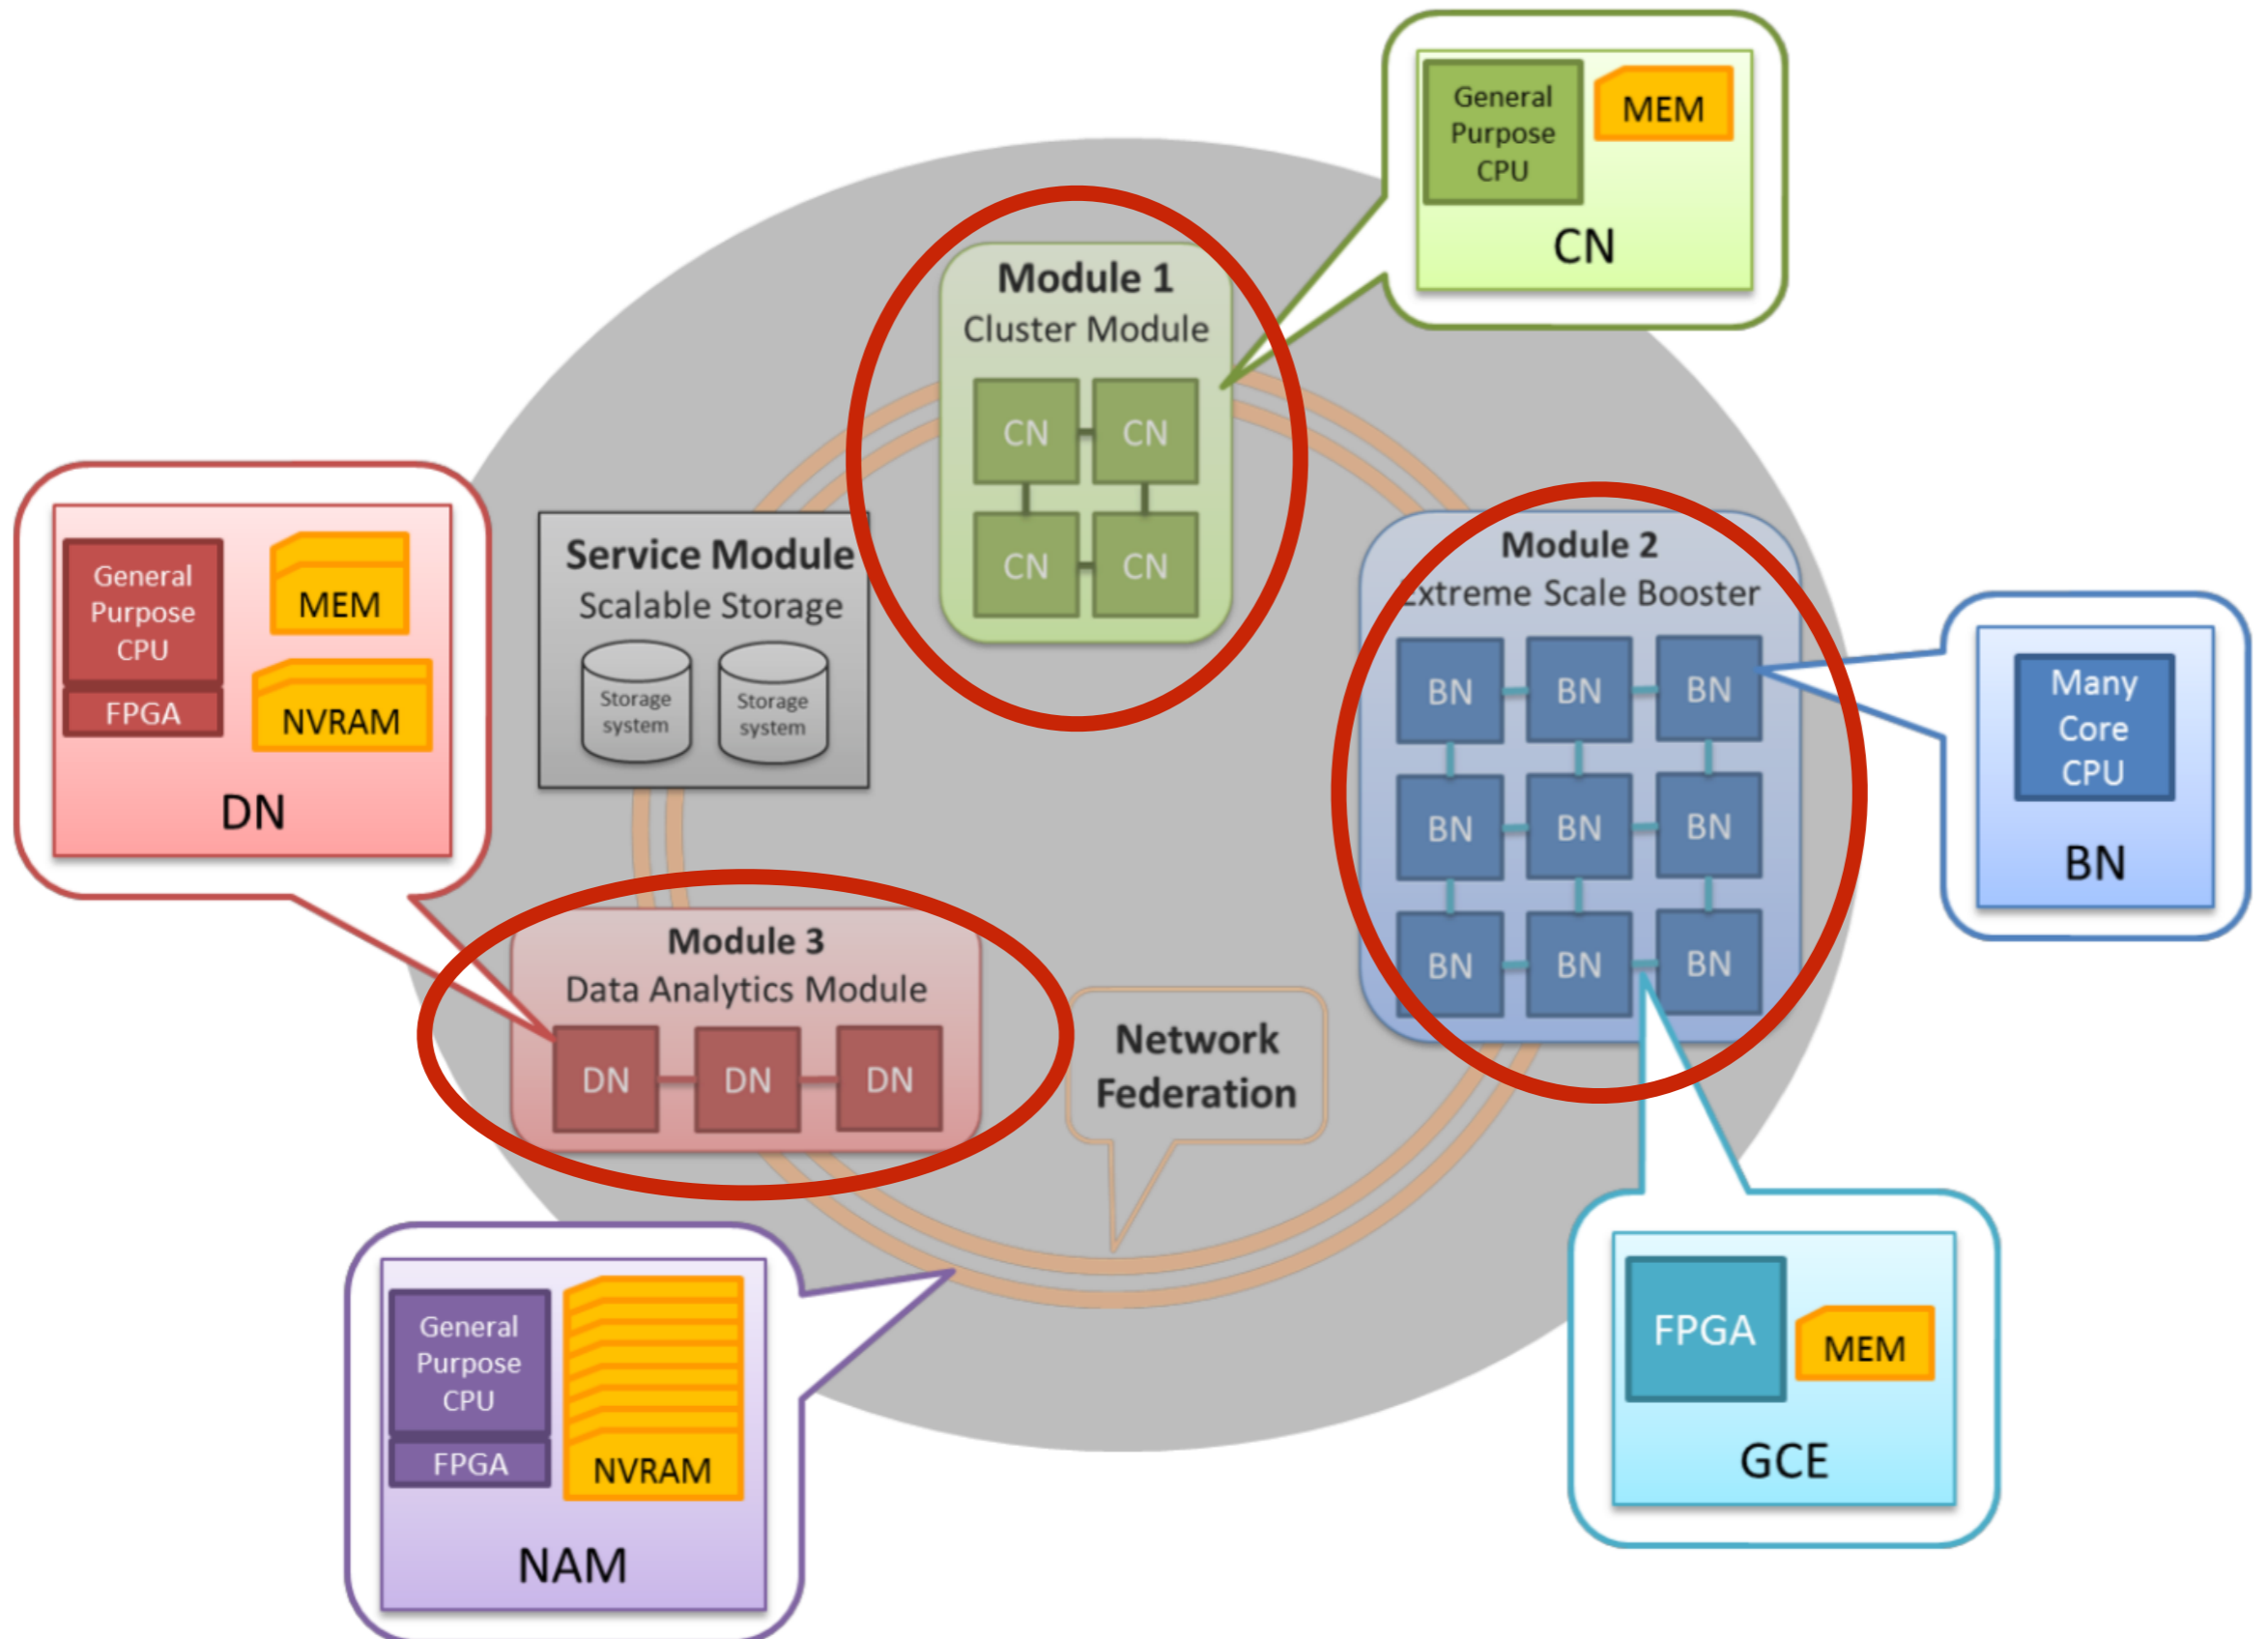 General
Purpose
CPU
MEM
CN
Module 1
Cluster Module
CN CN
CN CN
General
Purpose
CPU
FPGA
MEM
NVRAM
DN
Service Module
Scalable Storage
Storage
system
Storage
system
Module 2
Extreme Scale Booster
BN BN BN
BN BN BN
BN BN BN
Many
Core
CPU
BN
Module 3
Data Analytics Module
DN DN DN
Network
Federation
General
Purpose
CPU
FPGA
NVRAM
NAM
FPGA
MEM
GCE